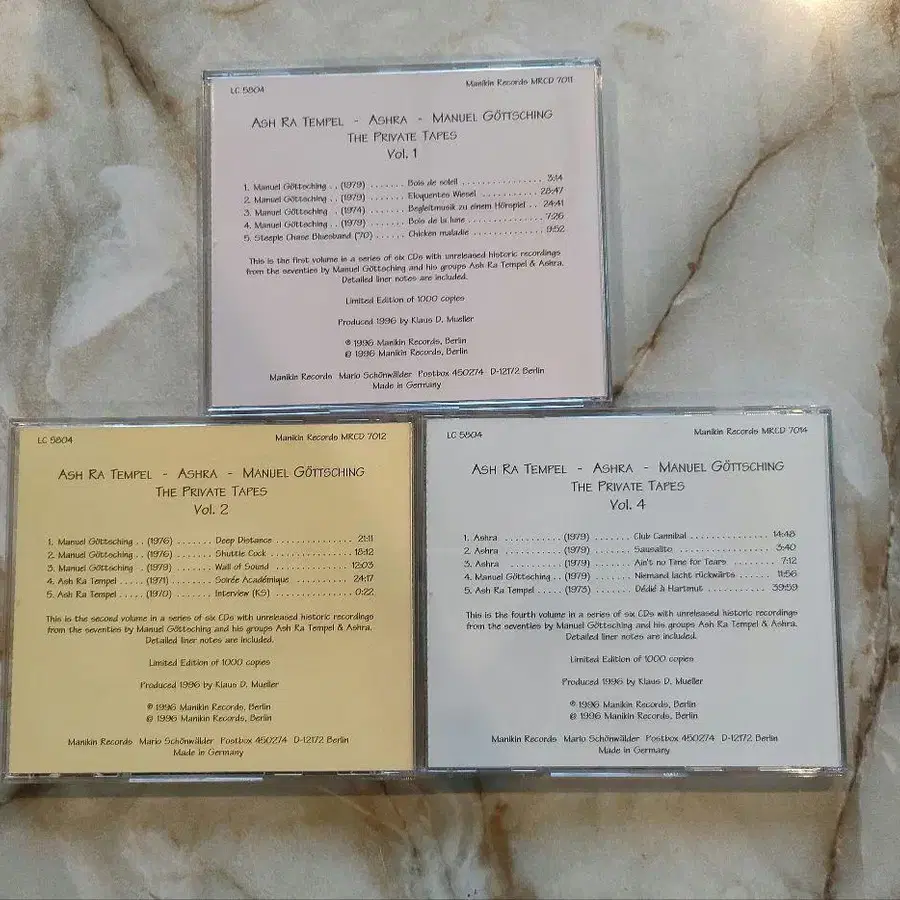 LC 5804 Manikin Records MRCD 7011
ASH RA TEMPEL - ASHRA - MANUEL GÖTTSCHING
THE PRIVATE TAPES
Vol. 1
1. Manuel Göttsching . . (1979) . . . . . . . Bois de soleil . . . . . . . . . . . . . . . . 3:14
2. Manuel Göttsching . . (1979) . . . . . . . Eloquentes Wiesel . . . . . . . . . . . 28:47
3. Manuel Göttsching . . (1974) . . . . . . . Begleitmusik zu einem Hörspiel . . 24:41
4. Manuel Göttsching . . (1979) . . . . . . . Bois de la lune . . . . . . . . . . . . . . . 7:26
5. Steeple Chase Bluesband ('70) . . . . . . Chicken maladie . . . . . . . . . . . . . . 9:52
This is the first volume in a series of six CDs with unreleased historic recordings
from the seventies by Manuel Göttsching and his groups Ash Ra Tempel & Ashra.
Detailed liner notes are included.
Limited Edition of 1000 copies
Produced 1996 by Klaus D. Mueller
℗ 1996 Manikin Records, Berlin
© 1996 Manikin Records, Berlin
Manikin Records Mario Schönwälder Postbox 450274 D-12172 Berlin
Made in Germany
LC 5804 Manikin Records MRCD 7012
ASH RA TEMPEL - ASHRA - MANUEL GÖTTSCHING
THE PRIVATE TAPES
Vol. 2
1. Manuel Göttsching . . (1976) . . . . . . . Deep Distance . . . . . . . . . . . . . . . 21:11
2. Manuel Göttsching . . (1976) . . . . . . . Shuttle Cock . . . . . . . . . . . . . . . . 18:12
3. Manuel Göttsching . . (1979) . . . . . . . Wall of Sound . . . . . . . . . . . . . . . 12:03
4. Ash Ra Tempel . . . . . (1971) . . . . . . . Soirée Académique . . . . . . . . . . 24:17
5. Ash Ra Tempel . . . . . (1970) . . . . . . . Interview (KS) . . . . . . . . . . . . . . . 0:22
This is the second volume in a series of six CDs with unreleased historic recordings
from the seventies by Manuel Göttsching and his groups Ash Ra Tempel & Ashra.
Detailed liner notes are included.
Limited Edition of 1000 copies
Produced 1996 by Klaus D. Mueller
℗ 1996 Manikin Records, Berlin
© 1996 Manikin Records, Berlin
Manikin Records Mario Schönwälder Postbox 450274 D-12172 Berlin
Made in Germany
LC 5804 Manikin Records MRCD 7014
ASH RA TEMPEL - ASHRA - MANUEL GÖTTSCHING
THE PRIVATE TAPES
Vol. 4
1. Ashra . . . . . . . . . . . (1979) . . . . . . . Club Cannibal . . . . . . . . . . . . . . . 14:48
2. Ashra . . . . . . . . . . . (1979) . . . . . . . Sausalito . . . . . . . . . . . . . . . . . . . 3:40
3. Ashra . . . . . . . . . . . (1979) . . . . . . . Ain't no Time for Tears . . . . . . . . 7:12
4. Manuel Göttsching . . (1979) . . . . . . . Niemand lacht rückwärts . . . . . . 11:56
5. Ash Ra Tempel . . . . . (1973) . . . . . . . Dédié à Hartmut . . . . . . . . . . . . 39:59
This is the fourth volume in a series of six CDs with unreleased historic recordings
from the seventies by Manuel Göttsching and his groups Ash Ra Tempel & Ashra.
Detailed liner notes are included.
Limited Edition of 1000 copies
Produced 1996 by Klaus D. Mueller
℗ 1996 Manikin Records, Berlin
© 1996 Manikin Records, Berlin
Manikin Records Mario Schönwälder Postbox 450274 D-12172 Berlin
Made in Germany